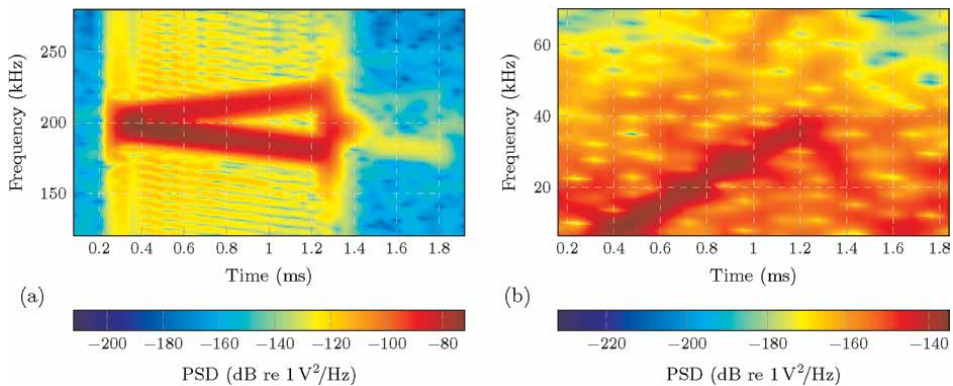 250
200
150
Frequency (kHz)
0.2 0.4 0.6 0.8 1 1.2 1.4 1.6 1.8
Time (ms)
(a)
−200 −180 −160 −140 −120 −100 −80
PSD (dB re 1 V²/Hz)
60
40
20
Frequency (kHz)
0.2 0.4 0.6 0.8 1 1.2 1.4 1.6 1.8
Time (ms)
(b)
−220 −200 −180 −160 −140
PSD (dB re 1 V²/Hz)